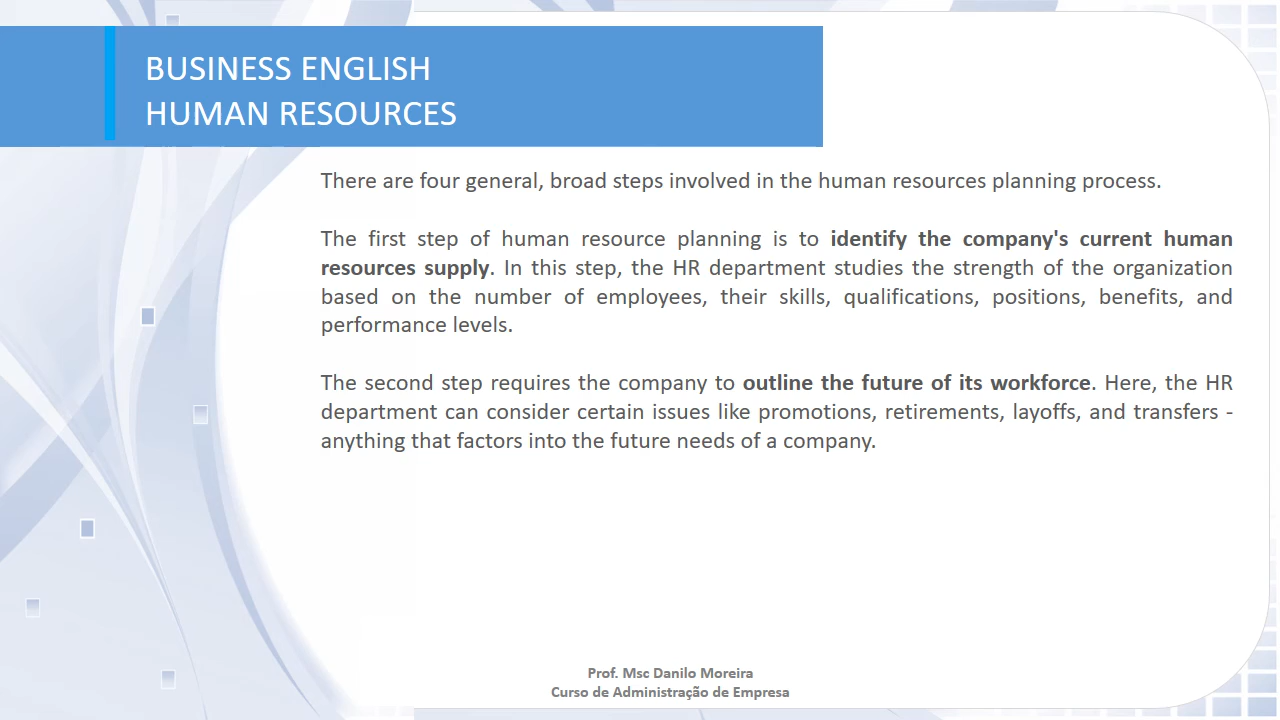 BUSINESS ENGLISH
HUMAN RESOURCES
There are four general, broad steps involved in the human resources planning process.
The first step of human resource planning is to identify the company's current human
resources supply. In this step, the HR department studies the strength of the organization
based on the number of employees, their skills, qualifications, positions, benefits, and
performance levels.
The second step requires the company to outline the future of its workforce. Here, the HR
department can consider certain issues like promotions, retirements, layoffs, and transfers -
anything that factors into the future needs of a company.
Prof. Msc Danilo Moreira
Curso de Administração de Empresa